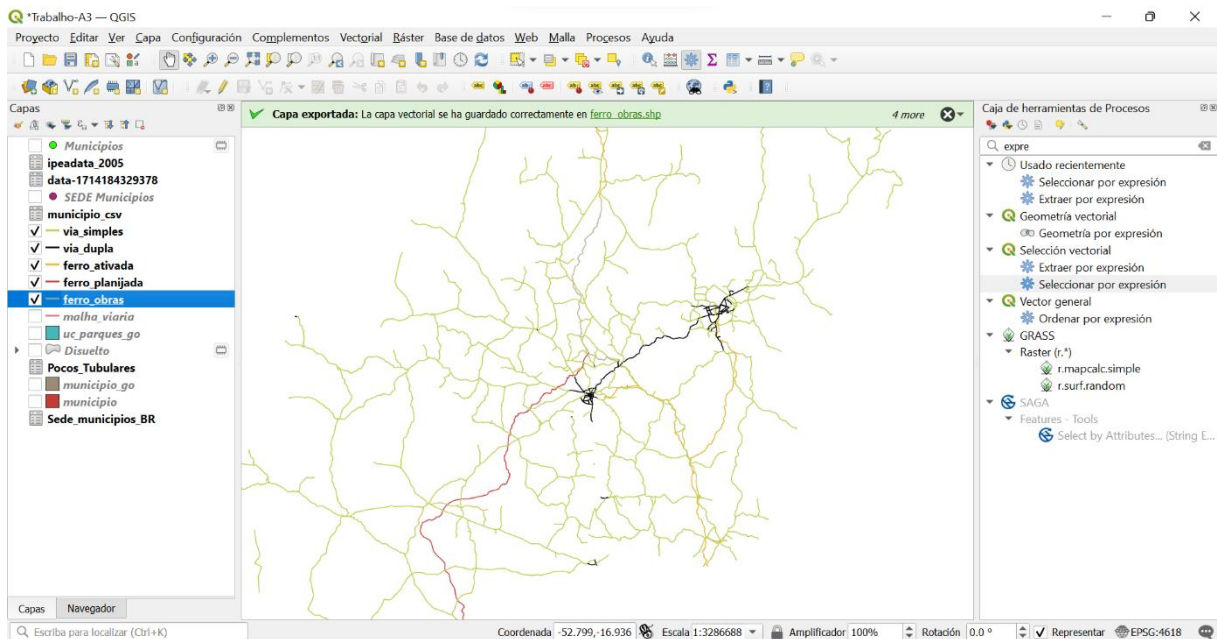 *Trabalho-A3 — QGIS
Proyecto Editar Ver Capa Configuración Complementos Vectorial Ráster Base de datos Web Malla Procesos Ayuda
Capas
Municipios
ipeadata_2005
data-1714184329378
SEDE Municipios
municipio_csv
via_simples
via_dupla
ferro_ativada
ferro_planijada
ferro_obras
malha_viaria
uc_parques_go
Disuelto
Pocos_Tubulares
municipio_go
municipio
Sede_municipios_BR
Capas Navegador
Capa exportada: La capa vectorial se ha guardado correctamente en ferro_obras.shp 4 more
Caja de herramientas de Procesos
expre
Usado recientemente
Seleccionar por expresión
Extraer por expresión
Geometría vectorial
Geometría por expresión
Selección vectorial
Extraer por expresión
Seleccionar por expresión
Vector general
Ordenar por expresión
GRASS
Raster (r.*)
r.mapcalc.simple
r.surf.random
SAGA
Features - Tools
Select by Attributes... (String E...
Escriba para localizar (Ctrl+K) Coordenada -52.799,-16.936 Escala 1:3286688 Amplificador 100% Rotación 0.0 ° Representar EPSG:4618